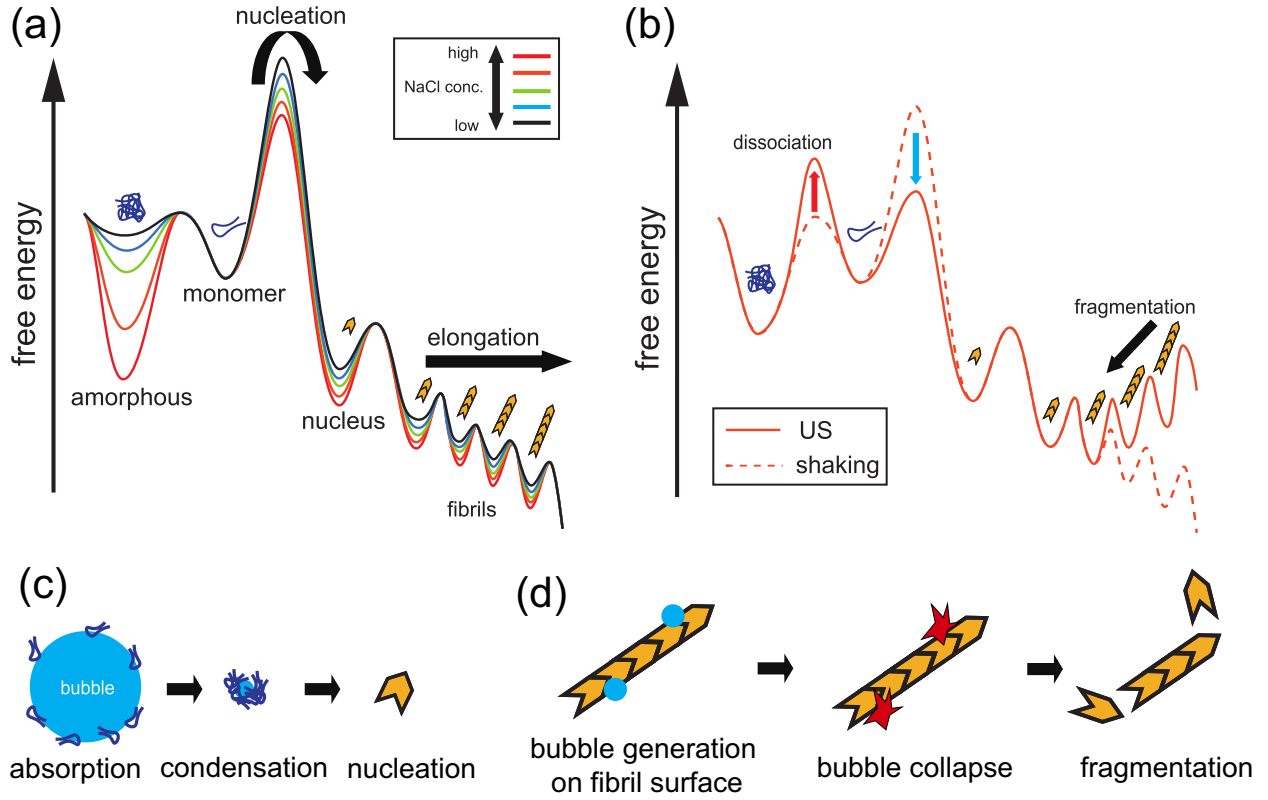 (a)
nucleation
high
NaCl conc.
low
free energy
monomer
amorphous
elongation
nucleus
fibrils
(b)
dissociation
free energy
fragmentation
US
shaking
(c)
bubble
absorption
condensation
nucleation
(d)
bubble generation
on fibril surface
bubble collapse
fragmentation